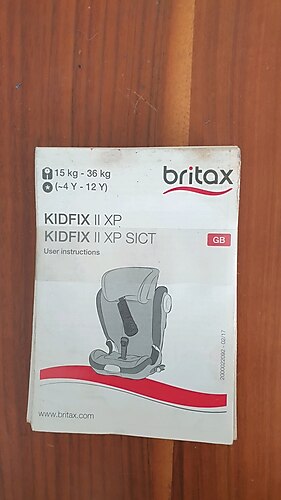 15 kg - 36 kg
(~4 Y - 12 Y)
britax
KIDFIX II XP
KIDFIX II XP SICT
GB
User instructions
www.britax.com